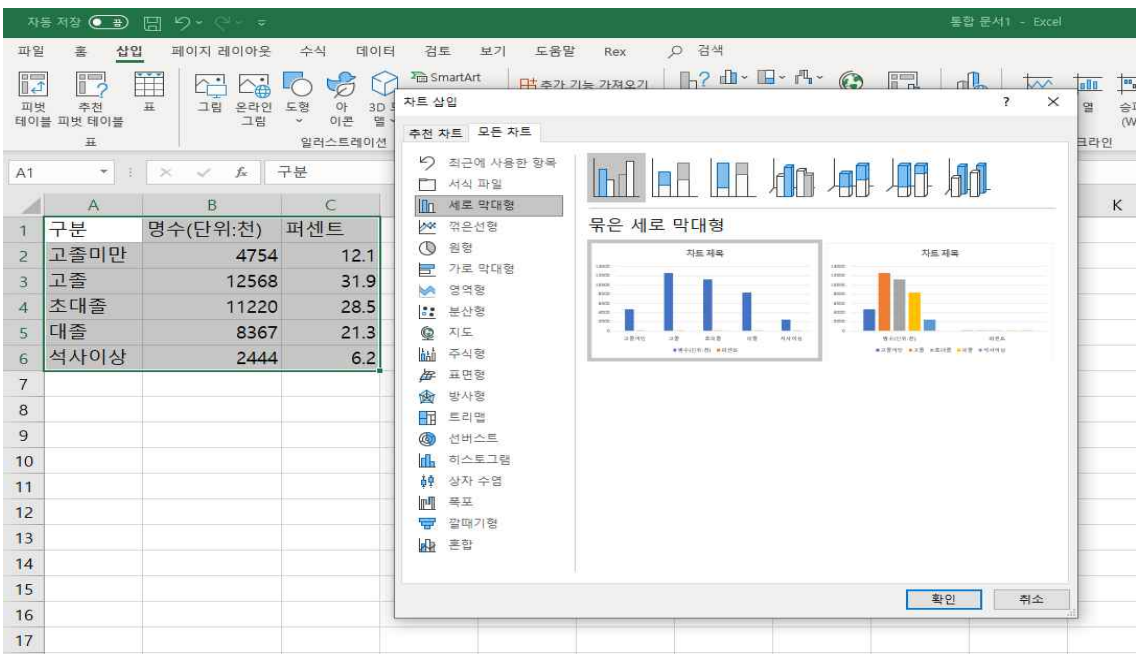 자동 저장 끔 통합 문서1 - Excel
파일 홈 삽입 페이지 레이아웃 수식 데이터 검토 보기 도움말 Rex 검색
피벗 테이블 추천 피벗 테이블 표 그림 온라인 그림 도형 아이콘 3D SmartArt 추가 기능 가져오기 열
표 일러스트레이션 크라인
A1 fx 구분
A B C K
1 구분 명수(단위:천) 퍼센트
2 고졸미만 4754 12.1
3 고졸 12568 31.9
4 초대졸 11220 28.5
5 대졸 8367 21.3
6 석사이상 2444 6.2
7
8
9
10
11
12
13
14
15
16
17
차트 삽입 ? ×
추천 차트 모든 차트
최근에 사용한 항목
서식 파일
세로 막대형
꺾은선형
원형
가로 막대형
영역형
분산형
지도
주식형
표면형
방사형
트리맵
선버스트
히스토그램
상자 수염
폭포
깔때기형
혼합
묶은 세로 막대형
차트 제목
차트 제목
확인 취소